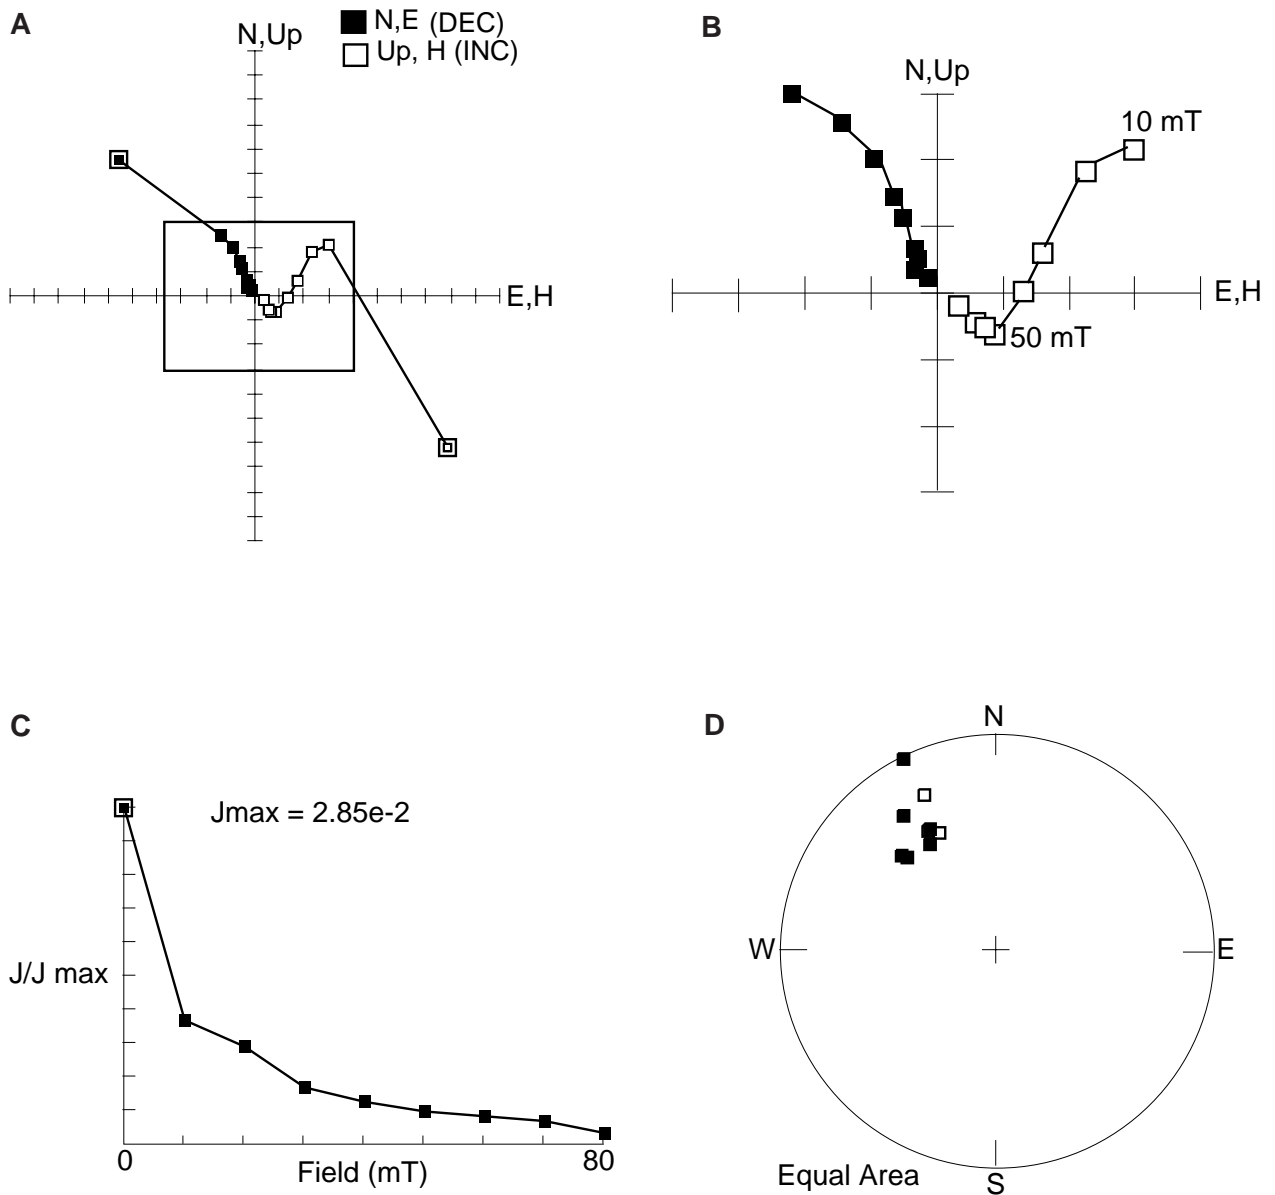 A
N,Up
N,E (DEC)
Up, H (INC)
E,H
B
N,Up
10 mT
E,H
50 mT
C
Jmax = 2.85e-2
J/J max
0
Field (mT)
80
D
N
W
E
S
Equal Area